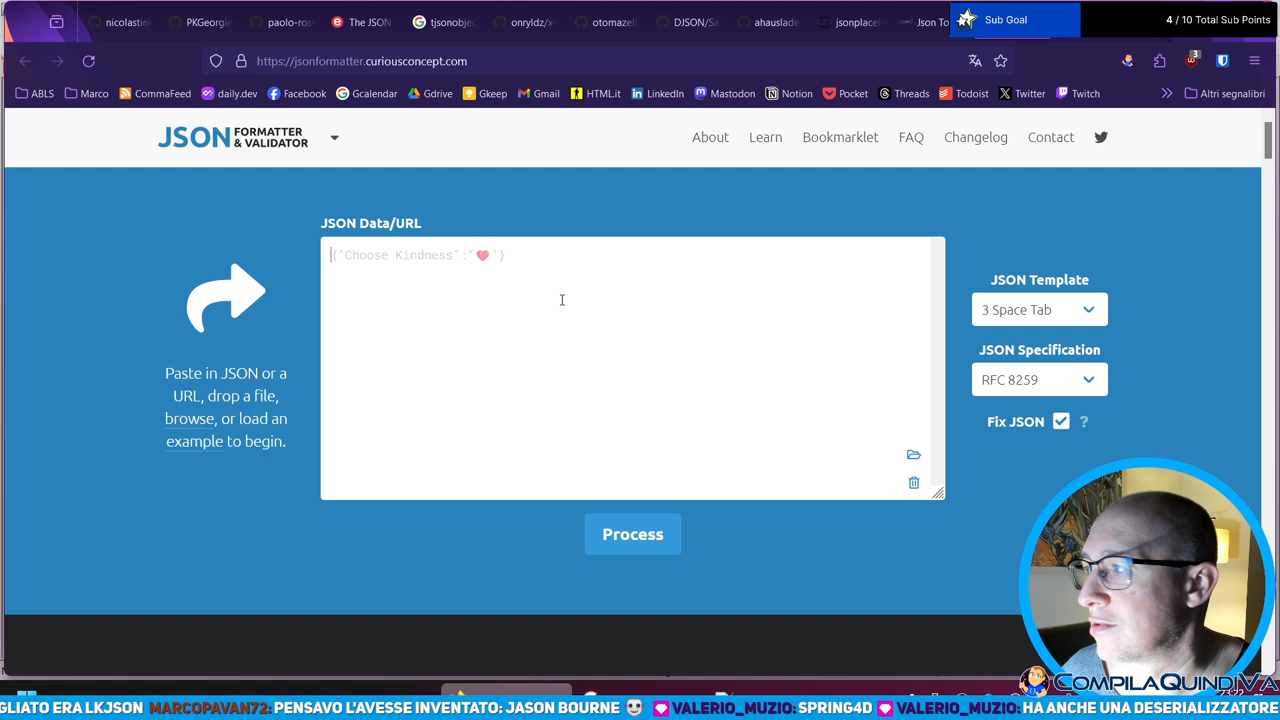 nicolastini
PKGeorgie
paolo-ros
The JSON
tjsonobje
onryldz/x-
otomazeli
DJSON/Sa
ahauslade
jsonplaceh
Json To
Sub Goal
4 / 10 Total Sub Points
https://jsonformatter.curiousconcept.com
3
ABLS
Marco
CommaFeed
daily.dev
Facebook
Gcalendar
Gdrive
Gkeep
Gmail
HTML.it
LinkedIn
Mastodon
Notion
Pocket
Threads
Todoist
Twitter
Twitch
Altri segnalibri
JSON FORMATTER & VALIDATOR
About
Learn
Bookmarklet
FAQ
Changelog
Contact
JSON Data/URL
{"Choose Kindness":"💗"}
Paste in JSON or a
URL, drop a file,
browse, or load an
example to begin.
JSON Template
3 Space Tab
JSON Specification
RFC 8259
Fix JSON ?
Process
COMPILAQUINDIVA
GLIATO ERA LKJSON MARCOPAVAN72: PENSAVO L'AVESSE INVENTATO: JASON BOURNE VALERIO_MUZIO: SPRING4D VALERIO_MUZIO: HA ANCHE UNA DESERIALIZZATORE